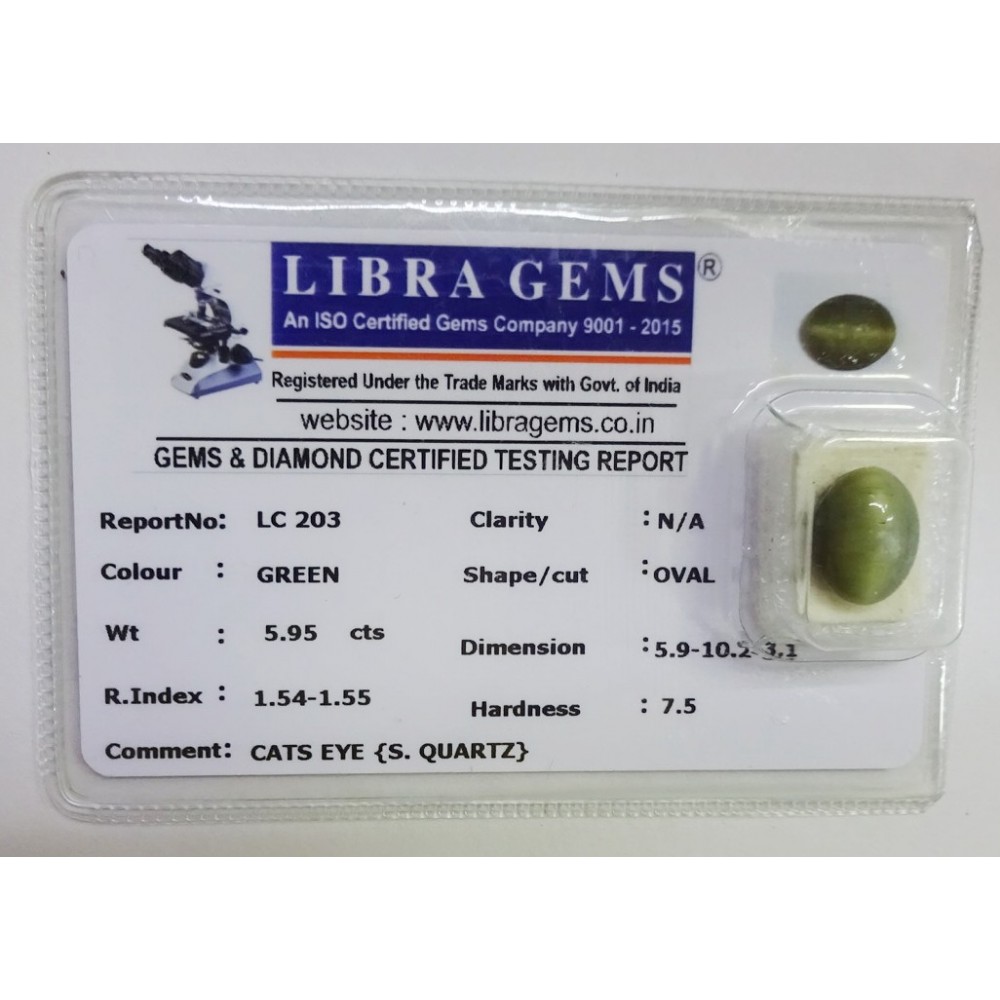 LIBRA GEMS ®
An ISO Certified Gems Company 9001 - 2015
Registered Under the Trade Marks with Govt. of India
website : www.libragems.co.in
GEMS & DIAMOND CERTIFIED TESTING REPORT
ReportNo: LC 203 Clarity : N/A
Colour : GREEN Shape/cut : OVAL
Wt : 5.95 cts Dimension : 5.9-10.2-3.1
R.Index : 1.54-1.55 Hardness : 7.5
Comment: CATS EYE {S. QUARTZ}